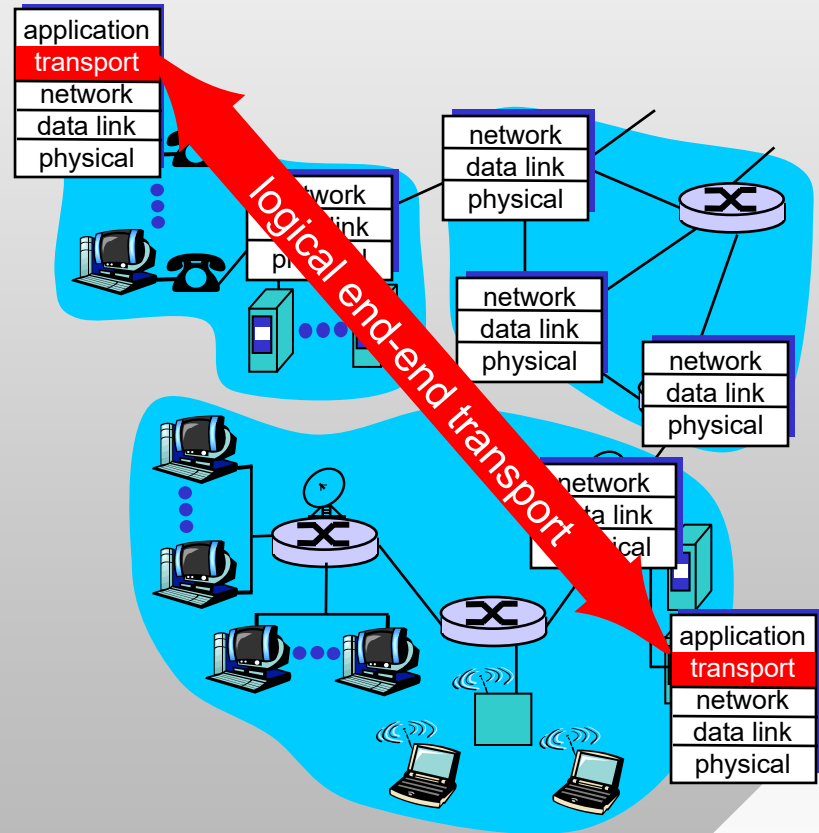 application
transport
network
data link
physical
network
data link
physical
logical end-end transport
network
data link
physical
network
data link
physical
application
transport
network
data link
physical